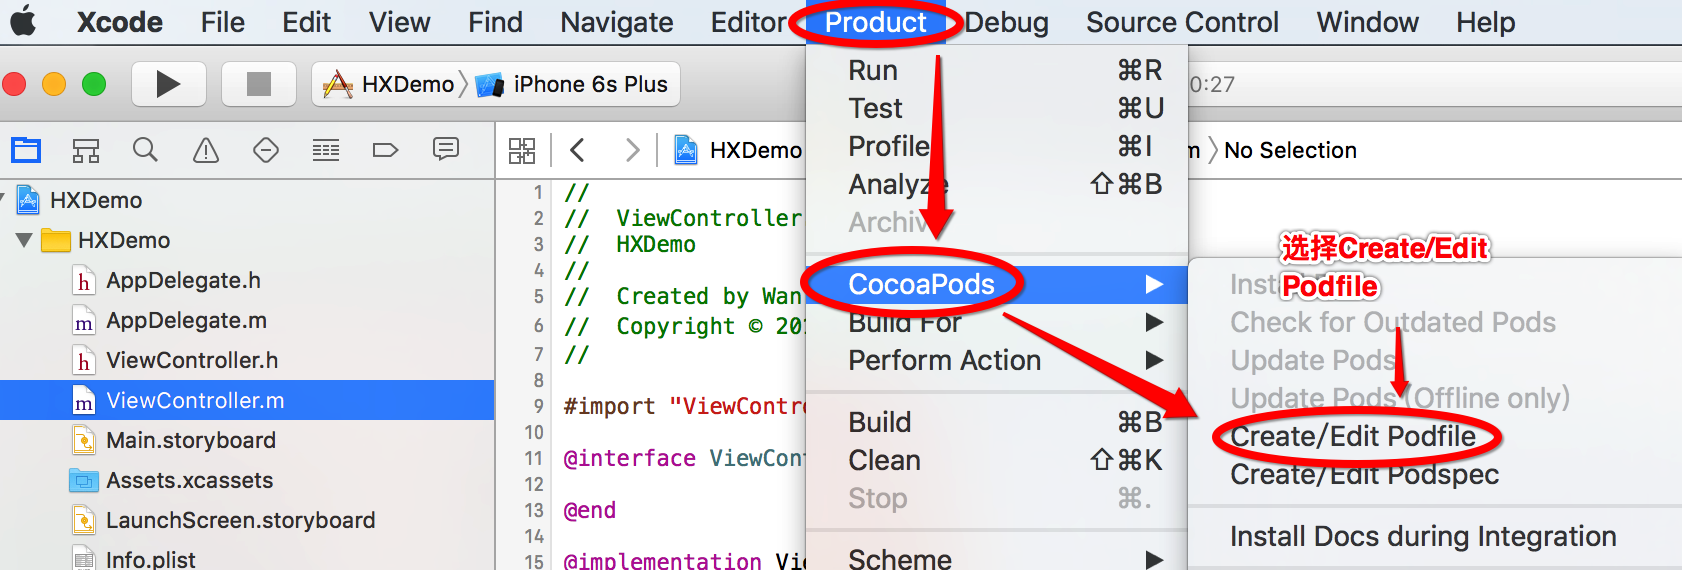 Xcode File Edit View Find Navigate Editor Product Debug Source Control Window Help
HXDemo iPhone 6s Plus
0:27
HXDemo
m No Selection
HXDemo
HXDemo
AppDelegate.h
AppDelegate.m
ViewController.h
ViewController.m
Main.storyboard
Assets.xcassets
LaunchScreen.storyboard
Info.plist
1 //
2 // ViewController
3 // HXDemo
4 //
5 // Created by Wan
6 // Copyright © 201
7 //
8
9 #import "ViewContr
10
11 @interface ViewCon
12
13 @end
14
15 @implementation Vi
Run ⌘R
Test ⌘U
Profile ⌘I
Analyze ⇧⌘B
Archiv
CocoaPods
Build For
Perform Action
Build ⌘B
Clean ⇧⌘K
Stop ⌘.
Scheme
选择Create/Edit
Podfile
Inst
Check for Outdated Pods
Update Pods
Update Pods (Offline only)
Create/Edit Podfile
Create/Edit Podspec
Install Docs during Integration